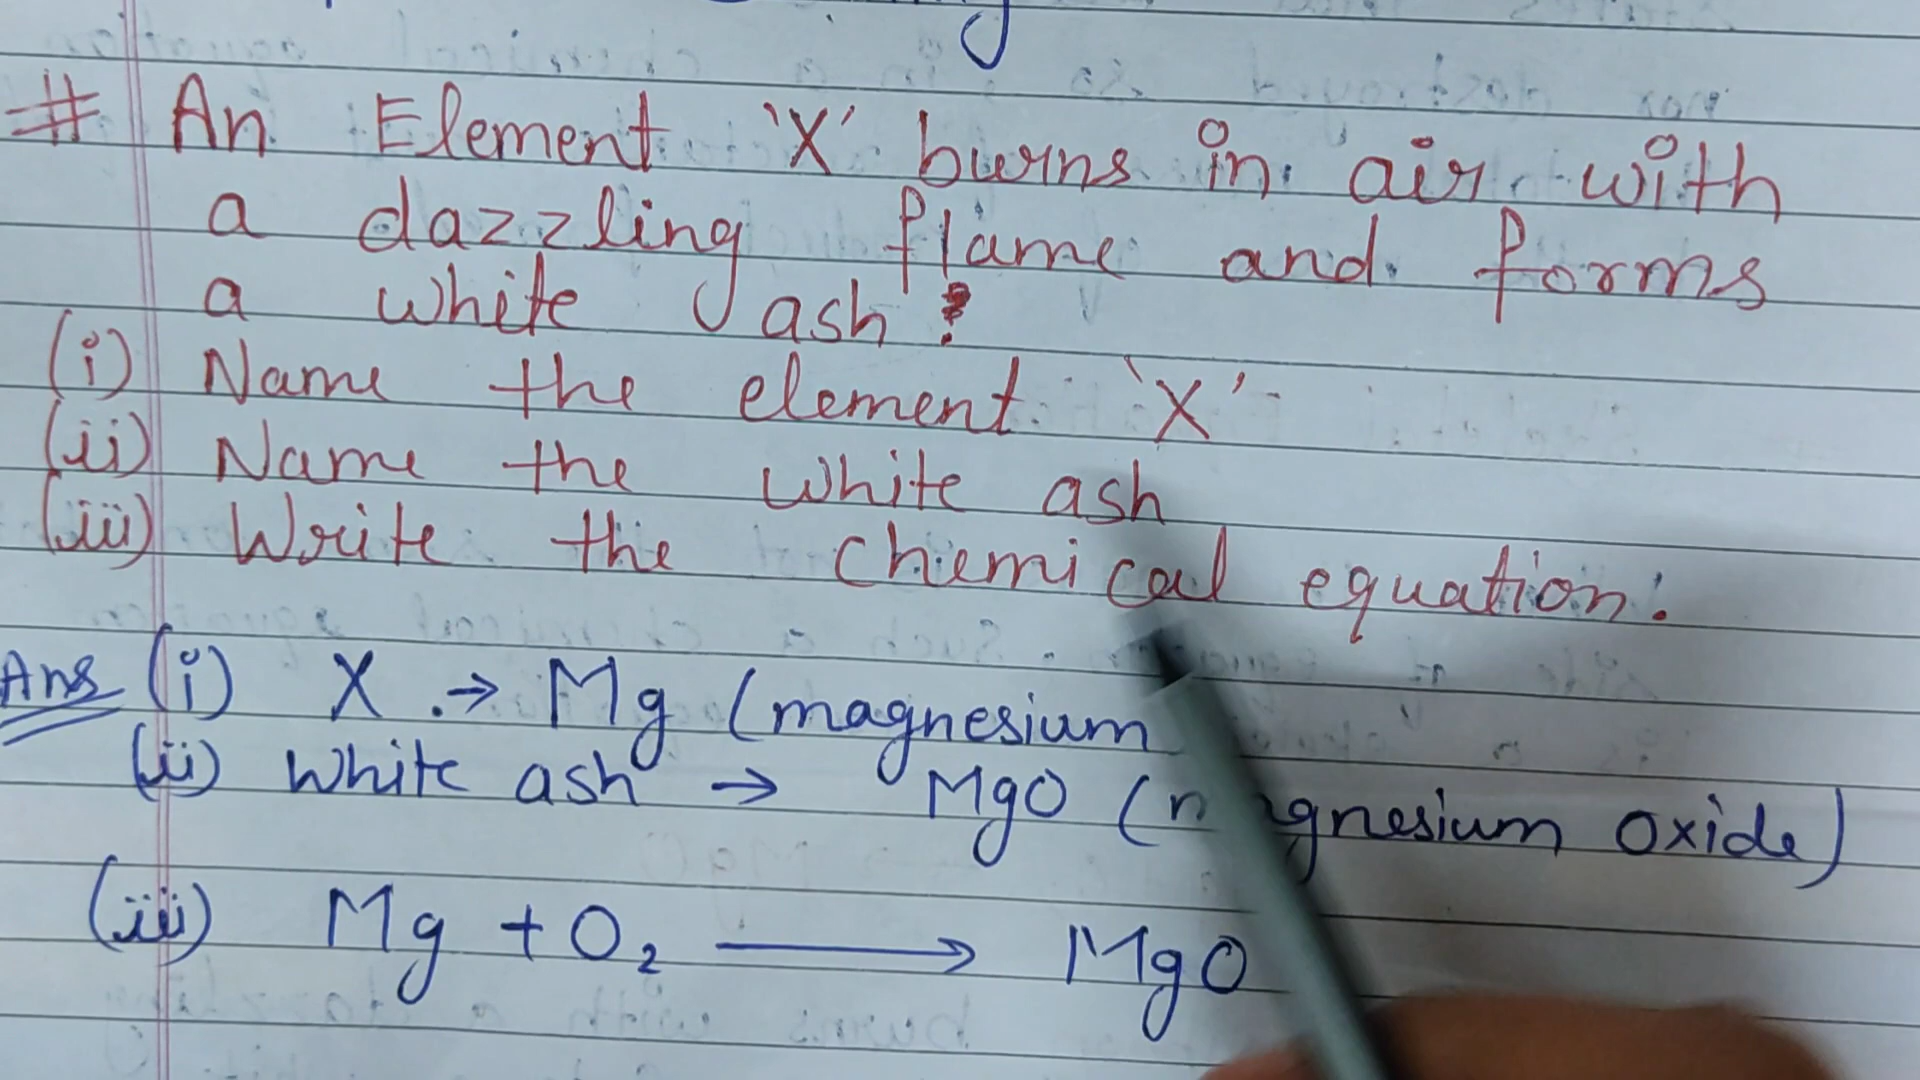 # An Element 'X' burns in air with
a dazzling flame and forms
a white ash?
(i) Name the element 'X'
(ii) Name the white ash
(iii) Write the chemical equation.
Ans (i) X → Mg (magnesium
(ii) White ash → MgO (magnesium oxide)
(iii) Mg + O₂ → MgO